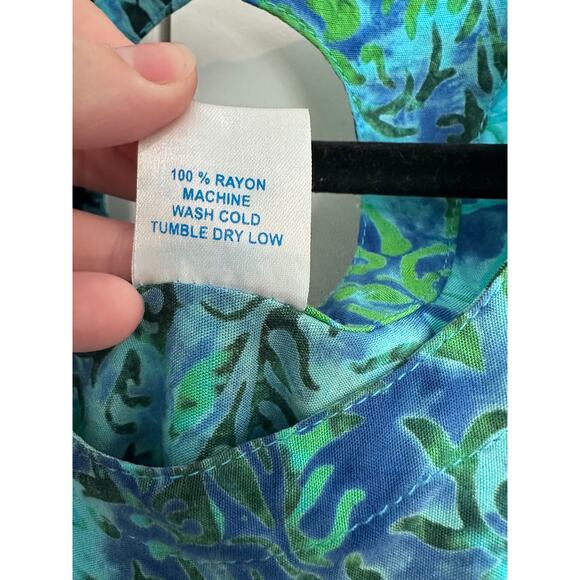 100 % RAYON
MACHINE
WASH COLD
TUMBLE DRY LOW